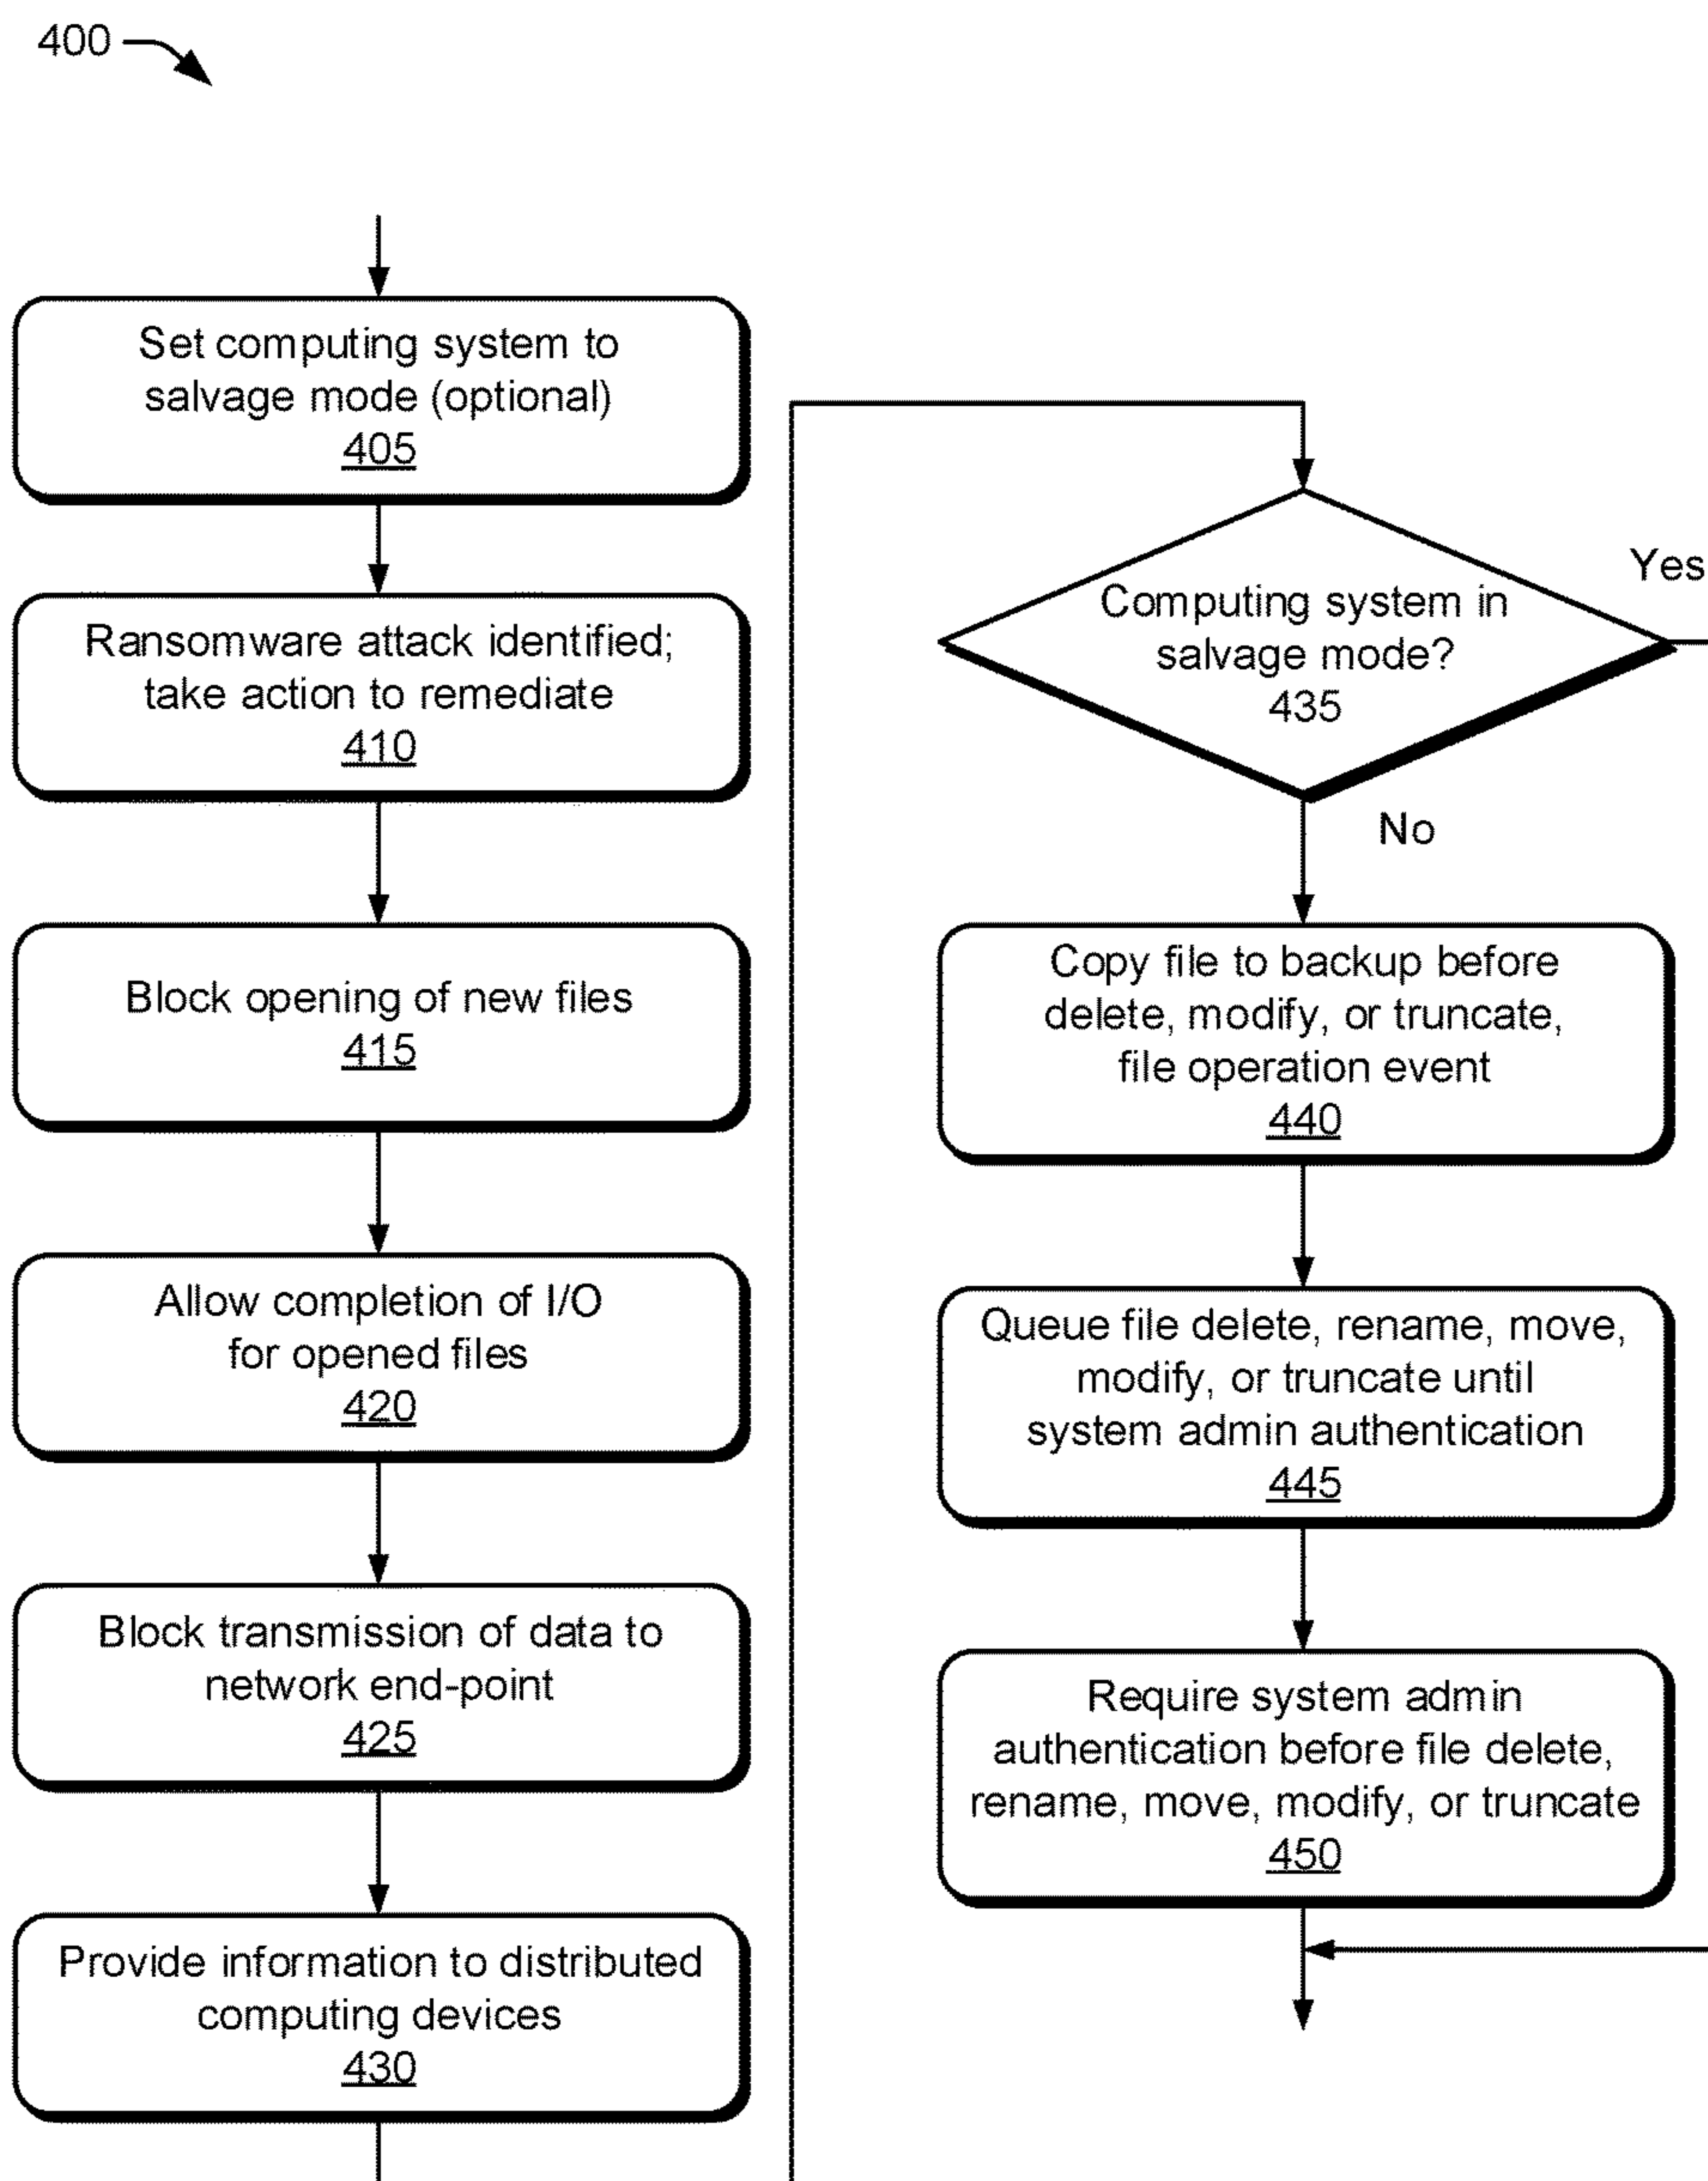 400
Set computing system to
salvage mode (optional)
405
Ransomware attack identified;
take action to remediate
410
Block opening of new files
415
Allow completion of I/O
for opened files
420
Block transmission of data to
network end-point
425
Provide information to distributed
computing devices
430
Computing system in
salvage mode?
435
Yes
No
Copy file to backup before
delete, modify, or truncate,
file operation event
440
Queue file delete, rename, move,
modify, or truncate until
system admin authentication
445
Require system admin
authentication before file delete,
rename, move, modify, or truncate
450